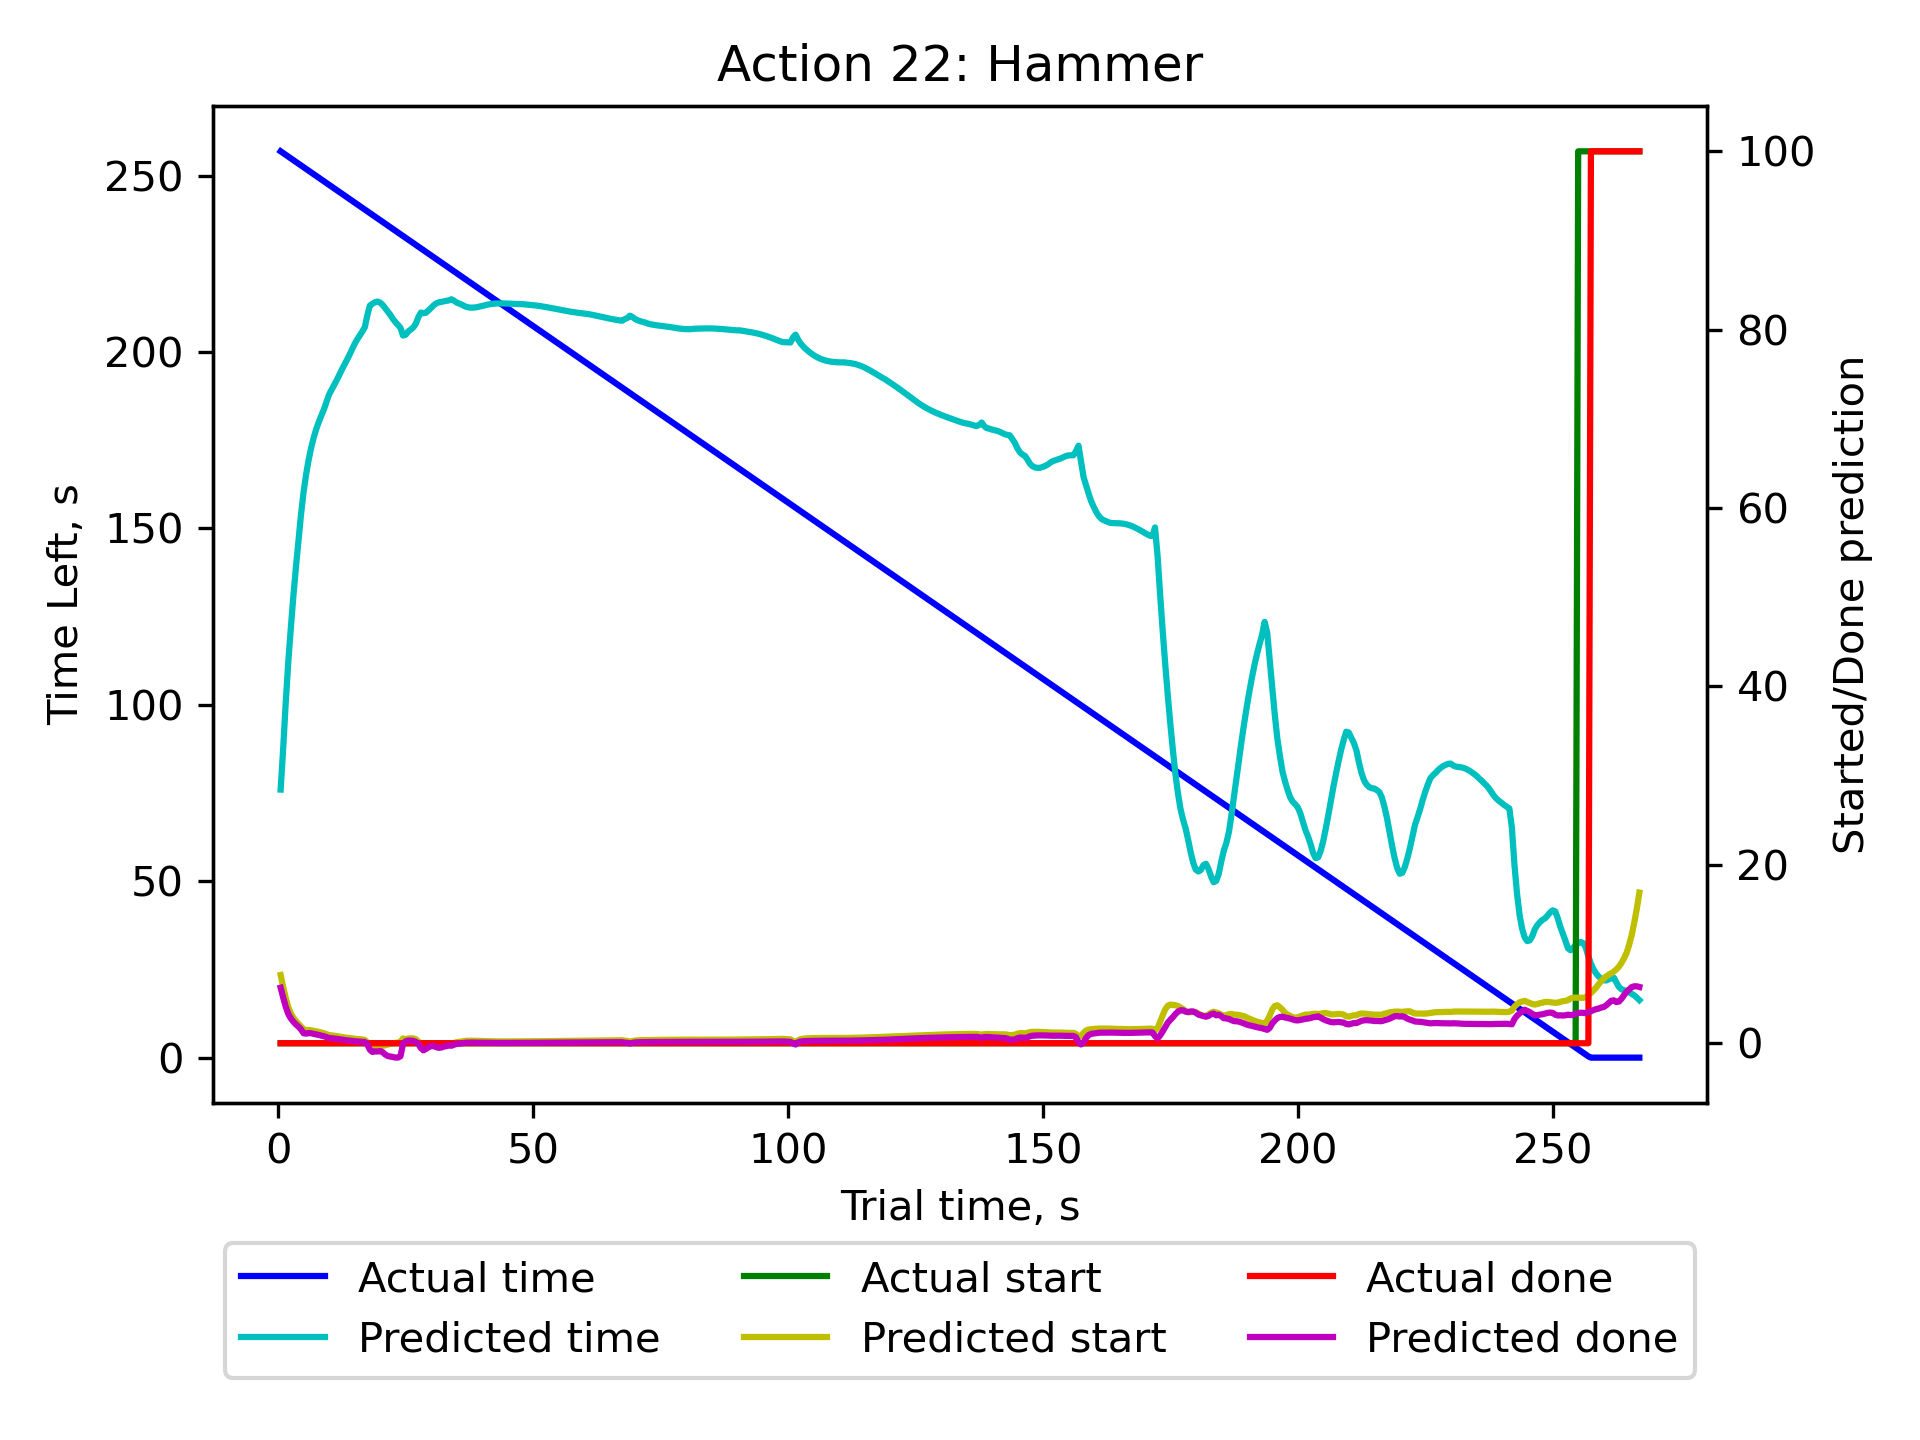 Action 22: Hammer
250
200
150
100
50
0
Time Left, s
100
80
60
40
20
0
Started/Done prediction
0 50 100 150 200 250
Trial time, s
Actual time Actual start Actual done
Predicted time Predicted start Predicted done